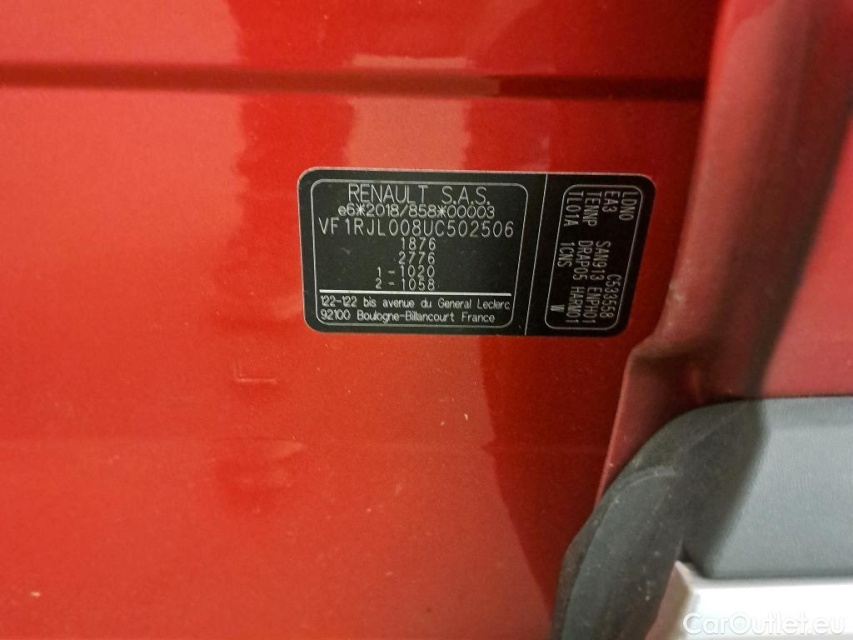 RENAULT S.A.S.
e6*2018/858*00003
VF1RJL008UC502506
1876
2776
1-1020
2-1058
122-122 bis avenue du General Leclerc
92100 Boulogne-Billancourt France
LDNO C533558
EA3 SAN913 ENPH01
TENNP DRAP05 HARM01
TL01A 1CNS W
CarOutlet.eu